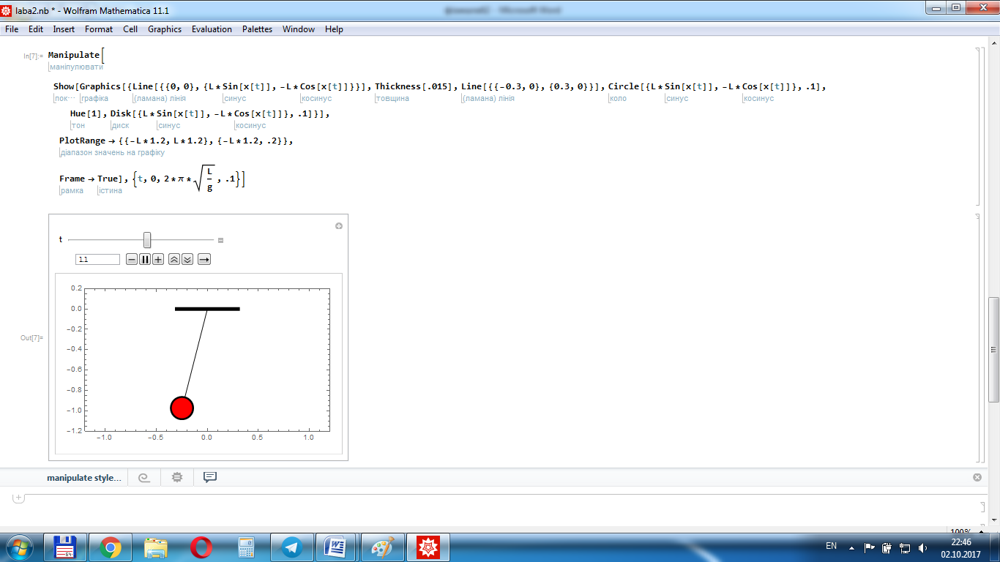 laba2.nb * - Wolfram Mathematica 11.1
File Edit Insert Format Cell Graphics Evaluation Palettes Window Help
In[7]:= Manipulate[
маніпулювати
Show[Graphics[{Line[{{0, 0}, {L*Sin[x[t]], -L*Cos[x[t]]}}], Thickness[.015], Line[{{-0.3, 0}, {0.3, 0}}], Circle[{L*Sin[x[t]], -L*Cos[x[t]]}, .1],
пок⋯ графіка (ламана) лінія синус косинус товщина (ламана) лінія коло синус косинус
Hue[1], Disk[{L*Sin[x[t]], -L*Cos[x[t]]}, .1]}],
тон диск синус косинус
PlotRange → {{-L*1.2, L*1.2}, {-L*1.2, .2}},
діапазон значень на графіку
Frame → True], {t, 0, 2*π*√(L/g), .1}]
рамка істина
t
1.1
Out[7]=
0.2
0.0
-0.2
-0.4
-0.6
-0.8
-1.0
-1.2
-1.0 -0.5 0.0 0.5 1.0
manipulate style...
100%
64
EN
22:46
02.10.2017